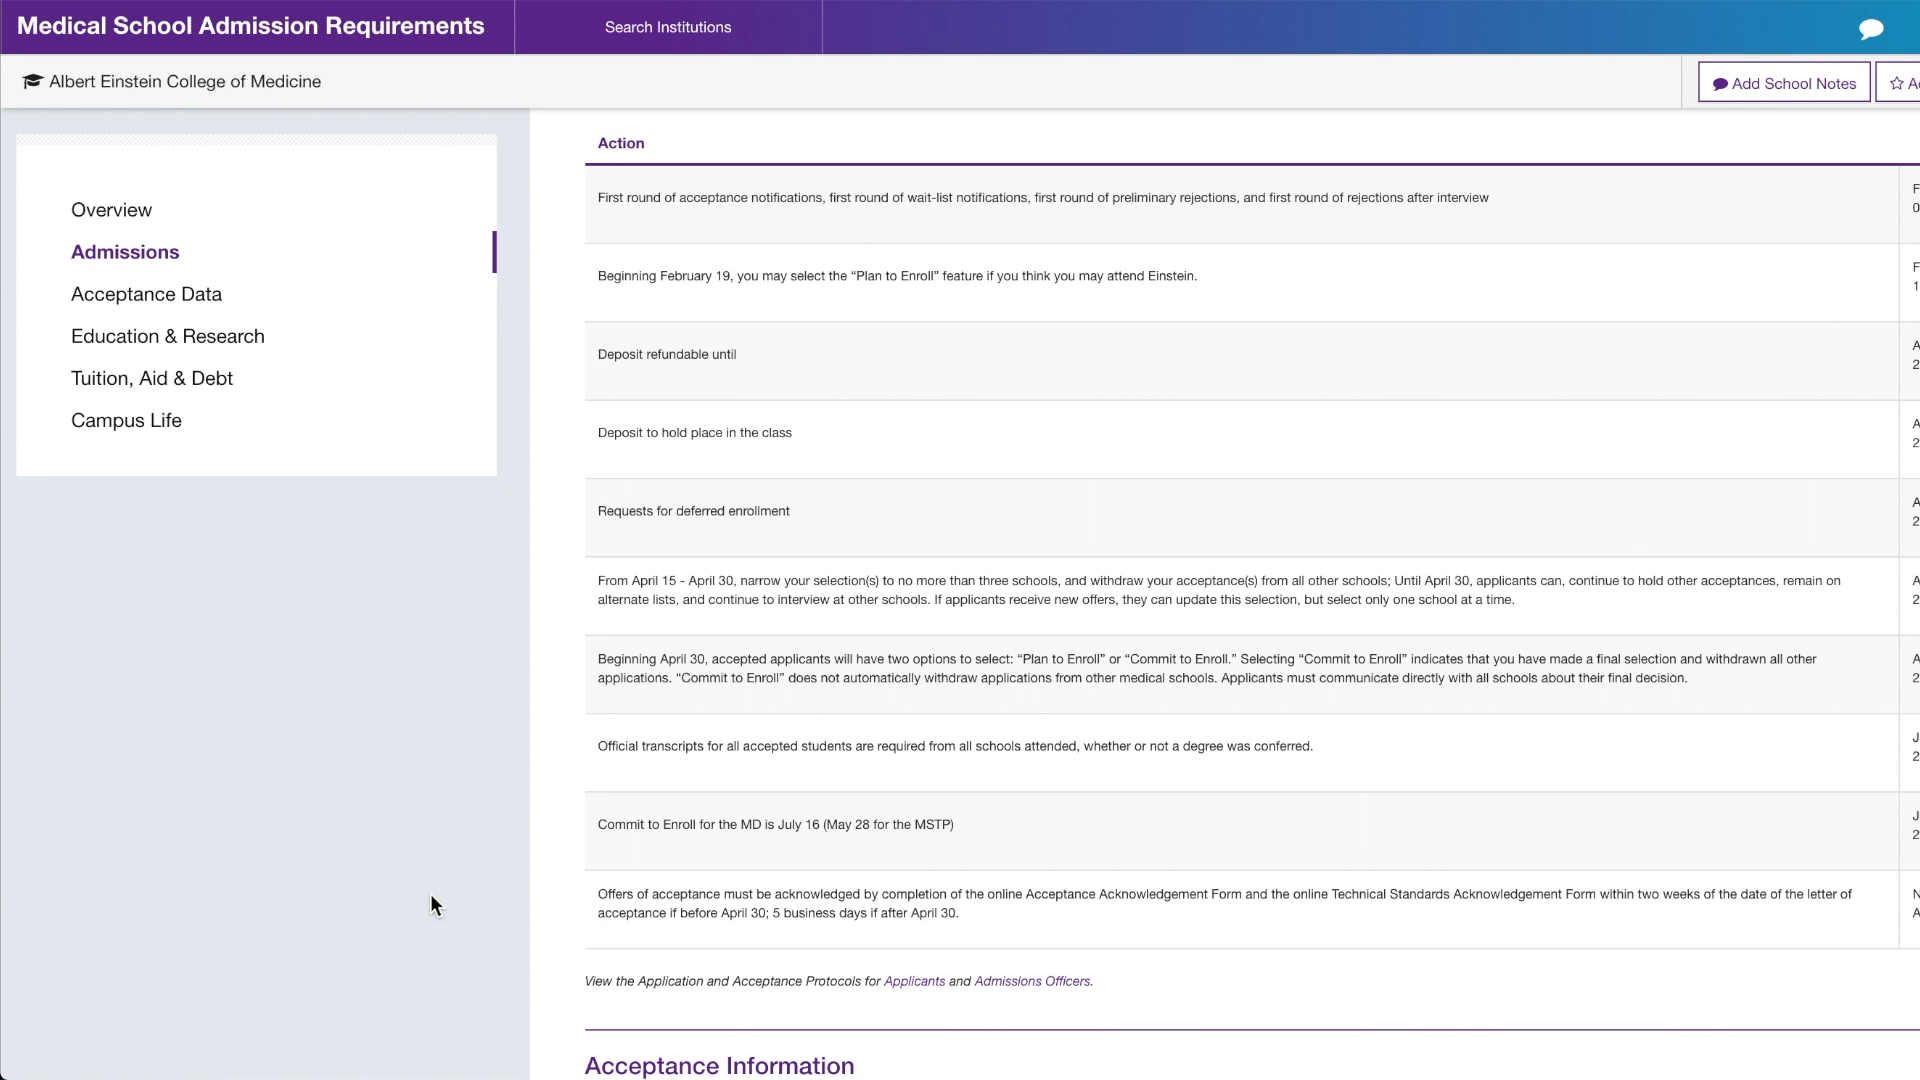 Medical School Admission Requirements
Search Institutions
Albert Einstein College of Medicine
Add School Notes
Overview
Admissions
Acceptance Data
Education & Research
Tuition, Aid & Debt
Campus Life
Action
First round of acceptance notifications, first round of wait-list notifications, first round of preliminary rejections, and first round of rejections after interview
Beginning February 19, you may select the “Plan to Enroll” feature if you think you may attend Einstein.
Deposit refundable until
Deposit to hold place in the class
Requests for deferred enrollment
From April 15 - April 30, narrow your selection(s) to no more than three schools, and withdraw your acceptance(s) from all other schools; Until April 30, applicants can, continue to hold other acceptances, remain on
alternate lists, and continue to interview at other schools. If applicants receive new offers, they can update this selection, but select only one school at a time.
Beginning April 30, accepted applicants will have two options to select: “Plan to Enroll” or “Commit to Enroll.” Selecting “Commit to Enroll” indicates that you have made a final selection and withdrawn all other
applications. “Commit to Enroll” does not automatically withdraw applications from other medical schools. Applicants must communicate directly with all schools about their final decision.
Official transcripts for all accepted students are required from all schools attended, whether or not a degree was conferred.
Commit to Enroll for the MD is July 16 (May 28 for the MSTP)
Offers of acceptance must be acknowledged by completion of the online Acceptance Acknowledgement Form and the online Technical Standards Acknowledgement Form within two weeks of the date of the letter of
acceptance if before April 30; 5 business days if after April 30.
View the Application and Acceptance Protocols for Applicants and Admissions Officers.
Acceptance Information